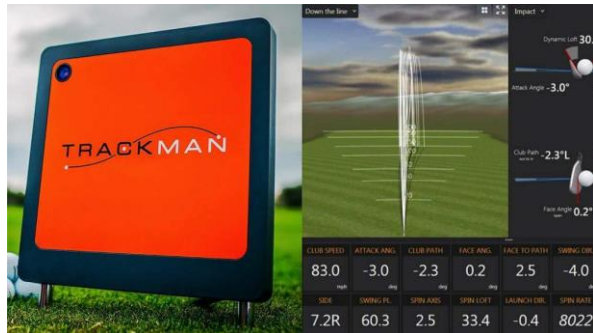 TRACKMAN
Down the line
Impact
Dynamic Loft 30.
Attack Angle -3.0°
Club Path -2.3°L
Face Angle 0.2°
CLUB SPEED ATTACK ANG. CLUB PATH FACE ANG. FACE TO PATH SWING DIR
83.0 -3.0 -2.3 0.2 2.5 -4.0
mph deg deg deg deg
SIDE SWING PL. SPIN AXIS SPIN LOFT LAUNCH DIR. SPIN RATE
7.2R 60.3 2.5 33.4 -0.4 8022